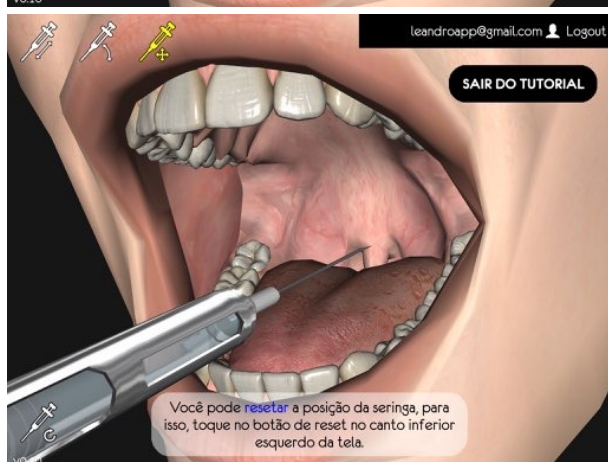 leandroapp@gmail.com Logout
SAIR DO TUTORIAL
Você pode resetar a posição da seringa, para
isso, toque no botão de reset no canto inferior
esquerdo da tela.